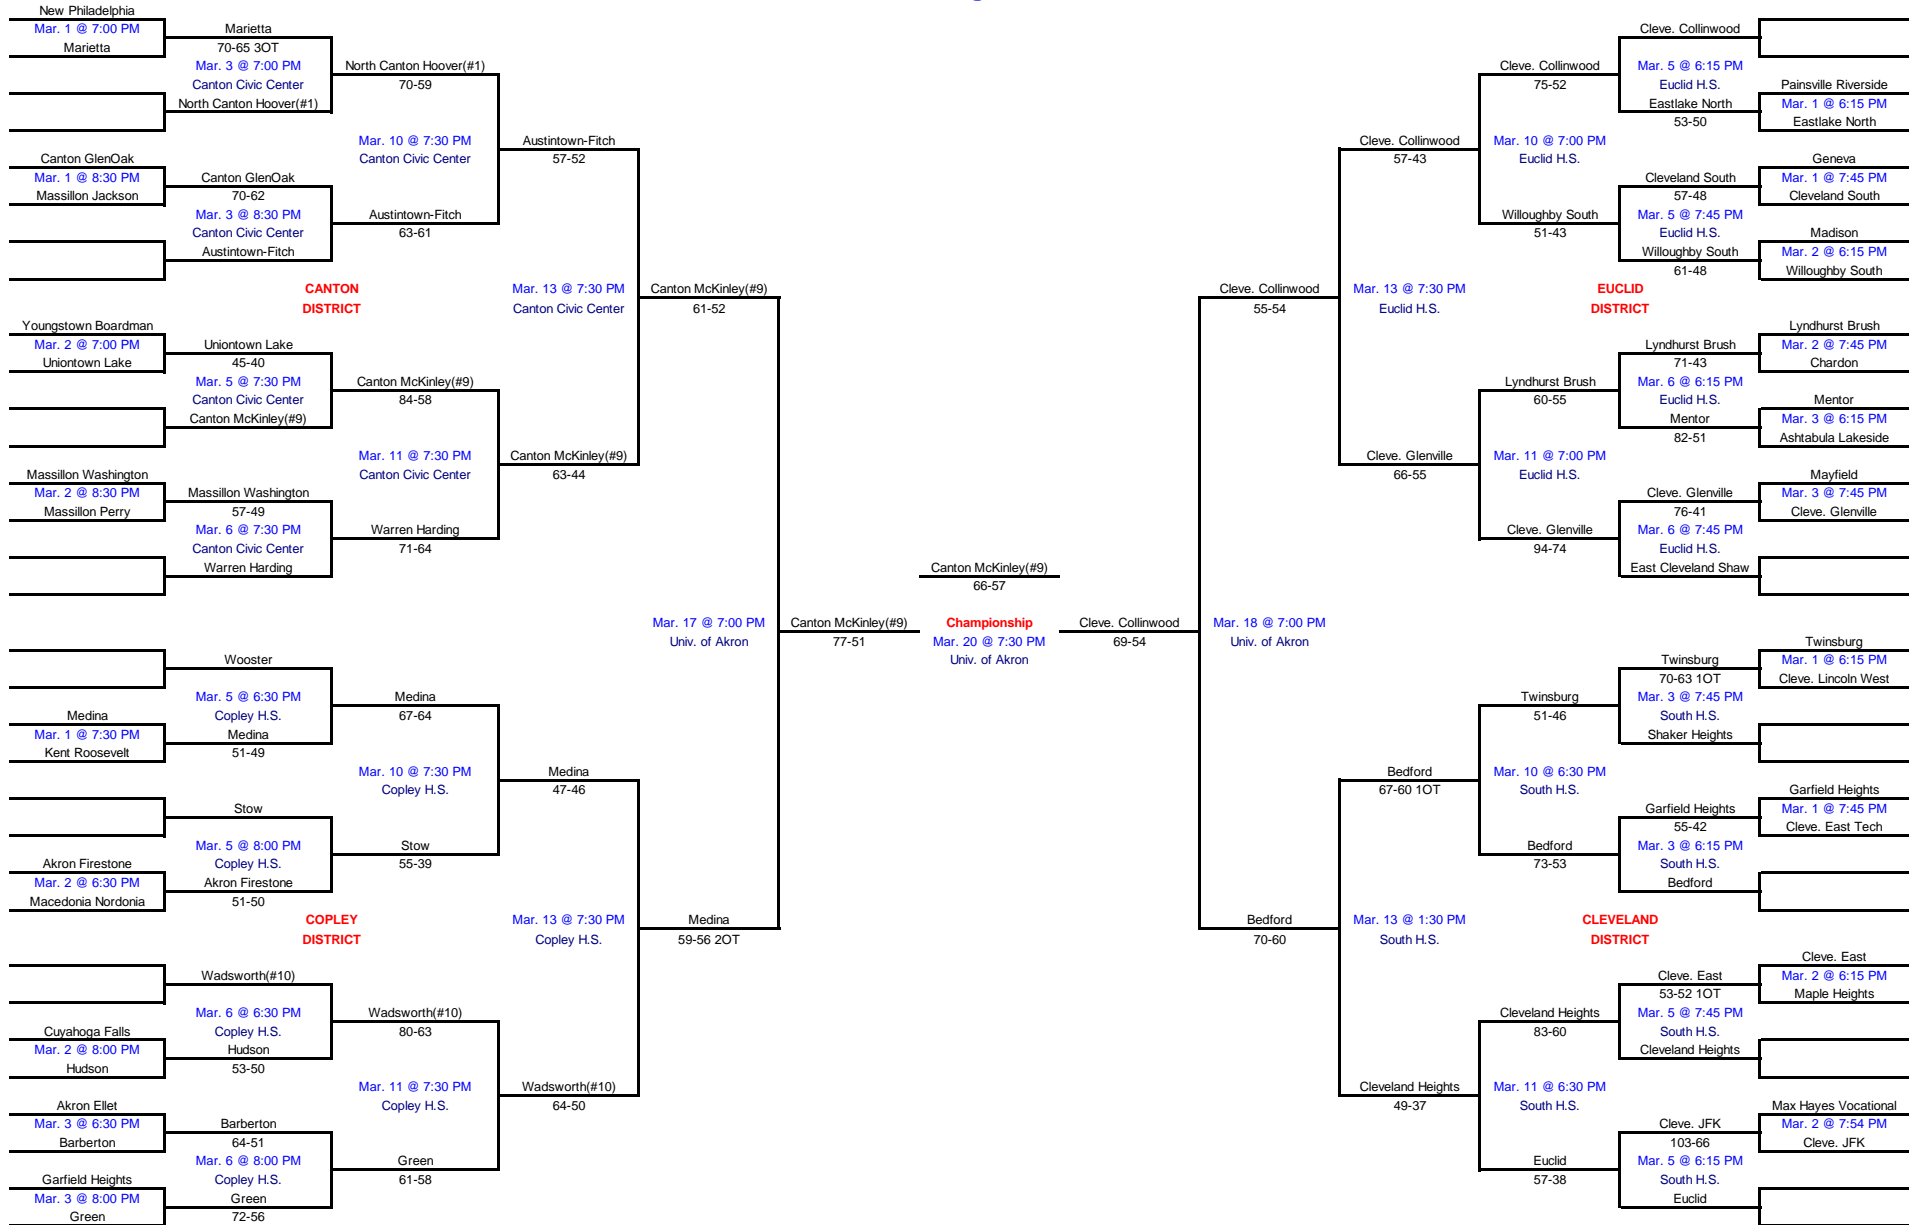 New Philadelphia
Mar. 1 @ 7:00 PM
Marietta
Canton GlenOak
Mar. 1 @ 8:30 PM
Massillon Jackson
Youngstown Boardman
Mar. 2 @ 7:00 PM
Uniontown Lake
Massillon Washington
Mar. 2 @ 8:30 PM
Massillon Perry
Medina
Mar. 1 @ 7:30 PM
Kent Roosevelt
Akron Firestone
Mar. 2 @ 6:30 PM
Macedonia Nordonia
Cuyahoga Falls
Mar. 2 @ 8:00 PM
Hudson
Akron Ellet
Mar. 3 @ 6:30 PM
Barberton
Garfield Heights
Mar. 3 @ 8:00 PM
Green
Marietta
70-65 3OT
Mar. 3 @ 7:00 PM
Canton Civic Center
North Canton Hoover(#1)
Canton GlenOak
70-62
Mar. 3 @ 8:30 PM
Canton Civic Center
Austintown-Fitch
Uniontown Lake
45-40
Mar. 5 @ 7:30 PM
Canton Civic Center
Canton McKinley(#9)
Massillon Washington
57-49
Mar. 6 @ 7:30 PM
Canton Civic Center
Warren Harding
Wooster
Mar. 5 @ 6:30 PM
Copley H.S.
Medina
51-49
Stow
Mar. 5 @ 8:00 PM
Copley H.S.
Akron Firestone
51-50
Wadsworth(#10)
Mar. 6 @ 6:30 PM
Copley H.S.
Hudson
53-50
Barberton
64-51
Mar. 6 @ 8:00 PM
Copley H.S.
Green
72-56
North Canton Hoover(#1)
70-59
Mar. 10 @ 7:30 PM
Canton Civic Center
Austintown-Fitch
63-61
CANTON
DISTRICT
Canton McKinley(#9)
84-58
Mar. 11 @ 7:30 PM
Canton Civic Center
Warren Harding
71-64
Medina
67-64
Mar. 10 @ 7:30 PM
Copley H.S.
Stow
55-39
COPLEY
DISTRICT
Wadsworth(#10)
80-63
Mar. 11 @ 7:30 PM
Copley H.S.
Green
61-58
Austintown-Fitch
57-52
Mar. 13 @ 7:30 PM
Canton Civic Center
Canton McKinley(#9)
63-44
Medina
47-46
Mar. 13 @ 7:30 PM
Copley H.S.
Wadsworth(#10)
64-50
Canton McKinley(#9)
61-52
Mar. 17 @ 7:00 PM
Univ. of Akron
Medina
59-56 2OT
Canton McKinley(#9)
77-51
Canton McKinley(#9)
66-57
Championship
Mar. 20 @ 7:30 PM
Univ. of Akron
Cleve. Collinwood
69-54
Cleve. Collinwood
55-54
Mar. 18 @ 7:00 PM
Univ. of Akron
Bedford
70-60
Cleve. Collinwood
57-43
Mar. 13 @ 7:30 PM
Euclid H.S.
Cleve. Glenville
66-55
Bedford
67-60 1OT
Mar. 13 @ 1:30 PM
South H.S.
Cleveland Heights
49-37
Cleve. Collinwood
75-52
Mar. 10 @ 7:00 PM
Euclid H.S.
Willoughby South
51-43
Lyndhurst Brush
60-55
Mar. 11 @ 7:00 PM
Euclid H.S.
Cleve. Glenville
94-74
Twinsburg
51-46
Mar. 10 @ 6:30 PM
South H.S.
Bedford
73-53
Cleveland Heights
83-60
Mar. 11 @ 6:30 PM
South H.S.
Euclid
57-38
Cleve. Collinwood
Mar. 5 @ 6:15 PM
Euclid H.S.
Eastlake North
53-50
Cleveland South
57-48
Mar. 5 @ 7:45 PM
Euclid H.S.
Willoughby South
61-48
EUCLID
DISTRICT
Lyndhurst Brush
71-43
Mar. 6 @ 6:15 PM
Euclid H.S.
Mentor
82-51
Cleve. Glenville
76-41
Mar. 6 @ 7:45 PM
Euclid H.S.
East Cleveland Shaw
Twinsburg
70-63 1OT
Mar. 3 @ 7:45 PM
South H.S.
Shaker Heights
Garfield Heights
55-42
Mar. 3 @ 6:15 PM
South H.S.
Bedford
CLEVELAND
DISTRICT
Cleve. East
53-52 1OT
Mar. 5 @ 7:45 PM
South H.S.
Cleveland Heights
Cleve. JFK
103-66
Mar. 5 @ 6:15 PM
South H.S.
Euclid
Painsville Riverside
Mar. 1 @ 6:15 PM
Eastlake North
Geneva
Mar. 1 @ 7:45 PM
Cleveland South
Madison
Mar. 2 @ 6:15 PM
Willoughby South
Lyndhurst Brush
Mar. 2 @ 7:45 PM
Chardon
Mentor
Mar. 3 @ 6:15 PM
Ashtabula Lakeside
Mayfield
Mar. 3 @ 7:45 PM
Cleve. Glenville
Twinsburg
Mar. 1 @ 6:15 PM
Cleve. Lincoln West
Garfield Heights
Mar. 1 @ 7:45 PM
Cleve. East Tech
Cleve. East
Mar. 2 @ 6:15 PM
Maple Heights
Max Hayes Vocational
Mar. 2 @ 7:54 PM
Cleve. JFK